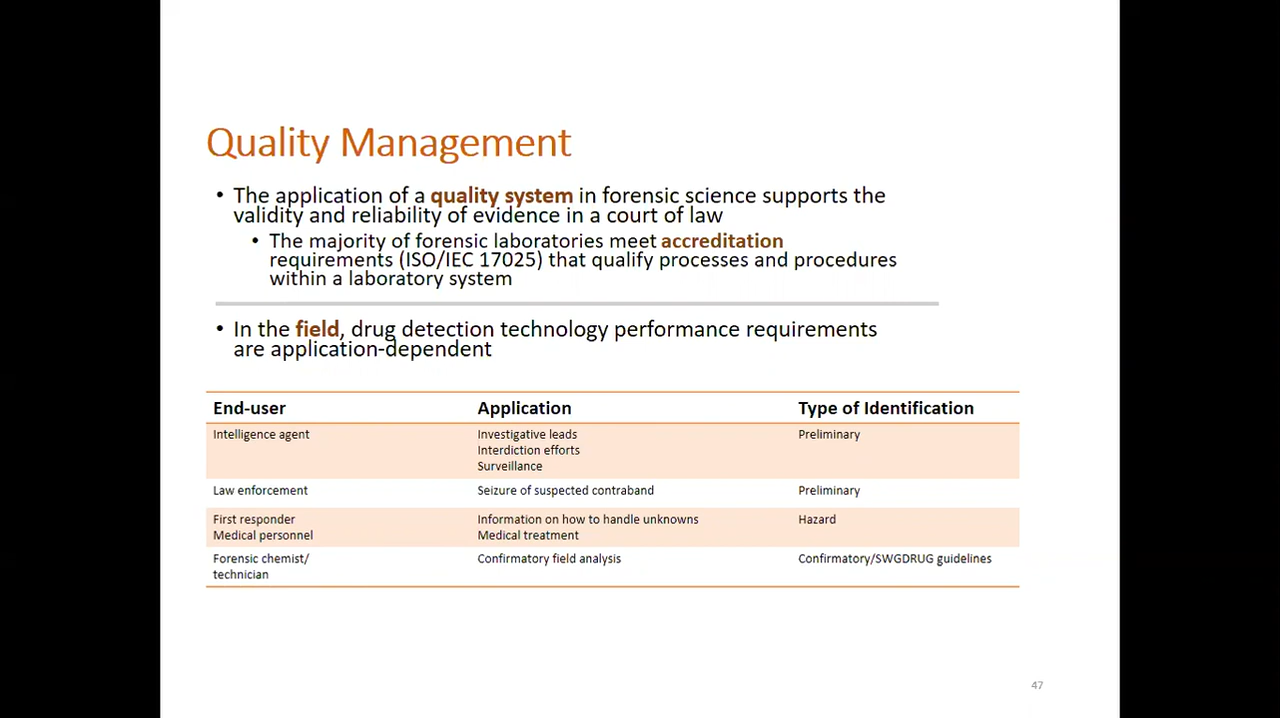 Quality Management
• The application of a quality system in forensic science supports the
validity and reliability of evidence in a court of law
• The majority of forensic laboratories meet accreditation
requirements (ISO/IEC 17025) that qualify processes and procedures
within a laboratory system
• In the field, drug detection technology performance requirements
are application-dependent
End-user Application Type of Identification
Intelligence agent Investigative leads Preliminary
Interdiction efforts
Surveillance
Law enforcement Seizure of suspected contraband Preliminary
First responder Information on how to handle unknowns Hazard
Medical personnel Medical treatment
Forensic chemist/ Confirmatory field analysis Confirmatory/SWGDRUG guidelines
technician
47